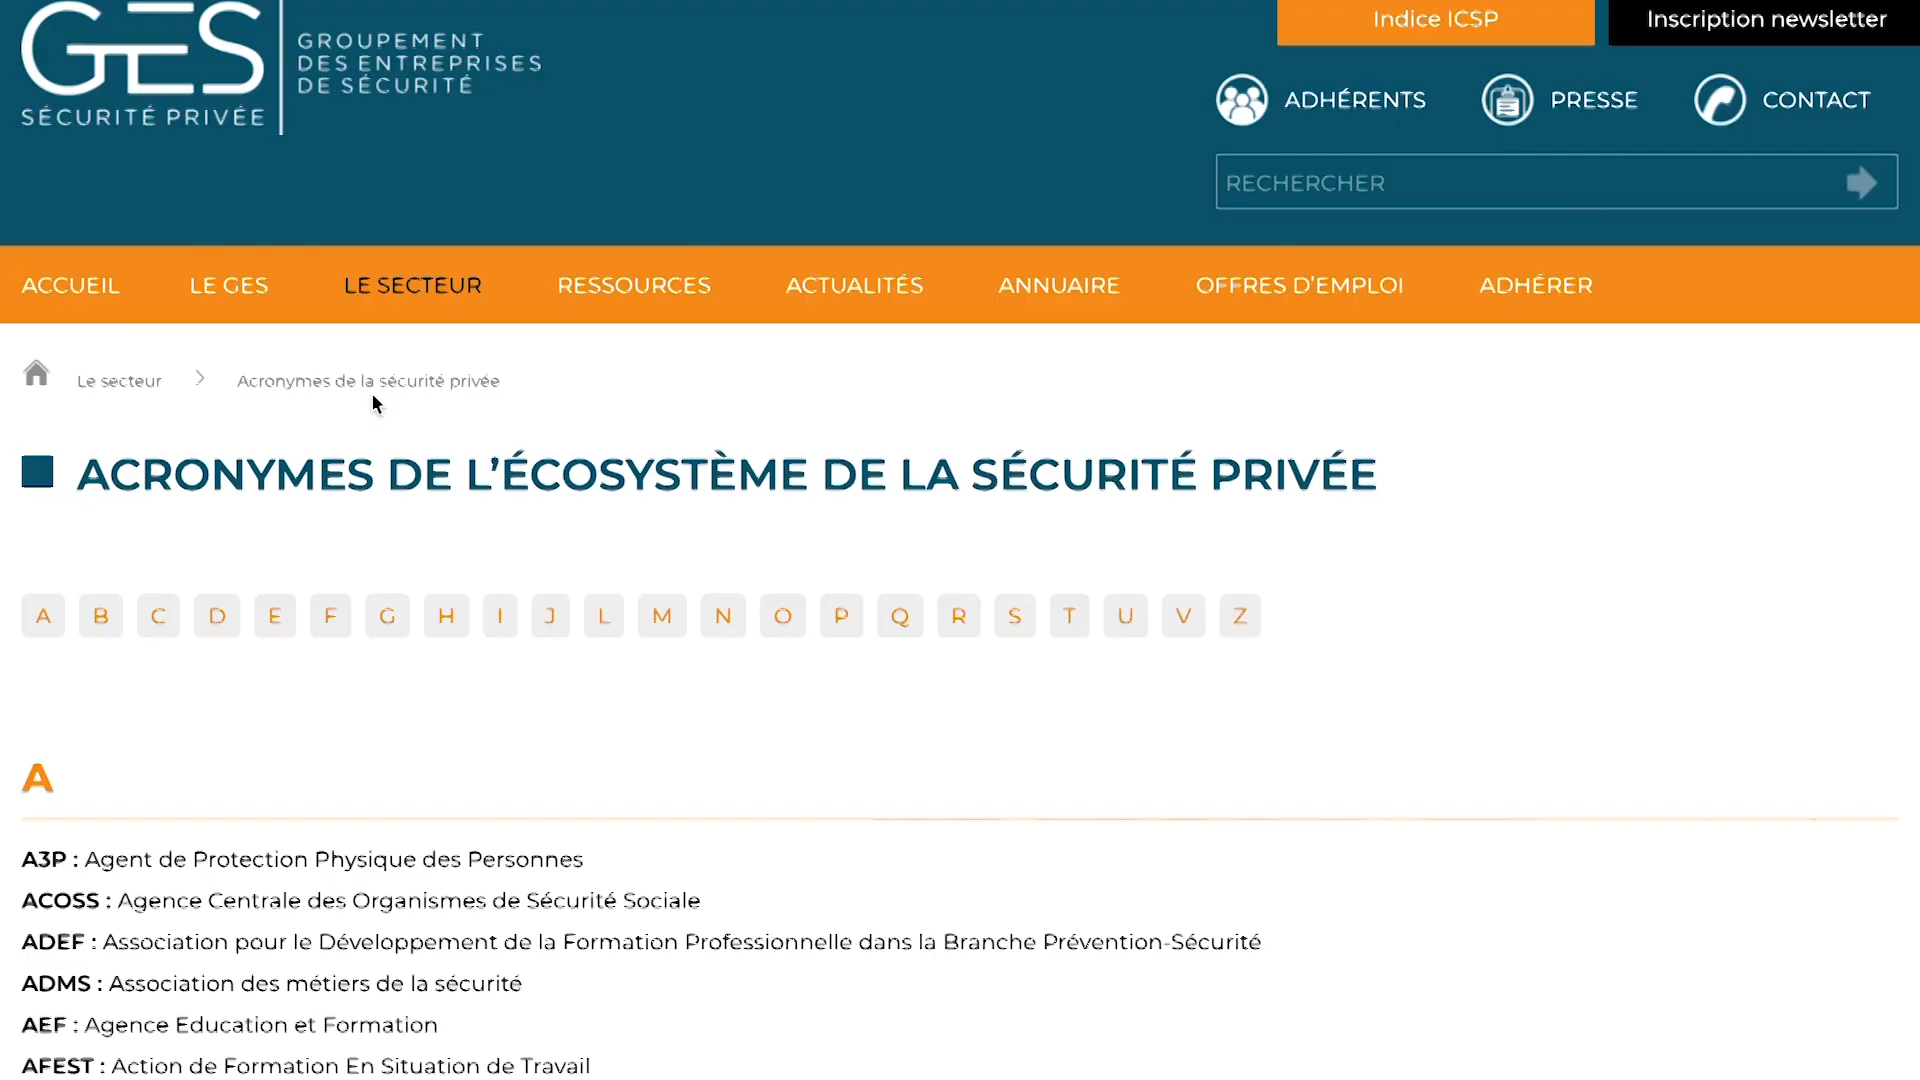 GES
SÉCURITÉ PRIVÉE
GROUPEMENT
DES ENTREPRISES
DE SÉCURITÉ
Indice ICSP
Inscription newsletter
ADHÉRENTS
PRESSE
CONTACT
RECHERCHER
ACCUEIL
LE GES
LE SECTEUR
RESSOURCES
ACTUALITÉS
ANNUAIRE
OFFRES D'EMPLOI
ADHÉRER
Le secteur > Acronymes de la sécurité privée
ACRONYMES DE L'ÉCOSYSTÈME DE LA SÉCURITÉ PRIVÉE
A B C D E F G H I J L M N O P Q R S T U V Z
A
A3P : Agent de Protection Physique des Personnes
ACOSS : Agence Centrale des Organismes de Sécurité Sociale
ADEF : Association pour le Développement de la Formation Professionnelle dans la Branche Prévention-Sécurité
ADMS : Association des métiers de la sécurité
AEF : Agence Education et Formation
AFEST : Action de Formation En Situation de Travail